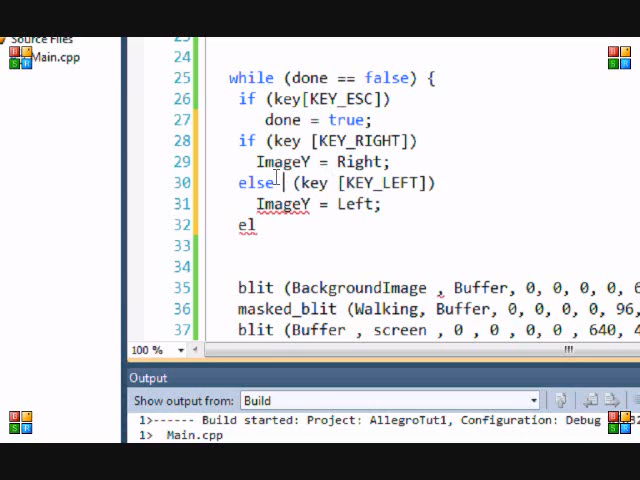 Source Files
Main.cpp
B
S R
B
S R
24
25 while (done == false) {
26 if (key[KEY_ESC])
27 done = true;
28 if (key [KEY_RIGHT])
29 ImageY = Right;
30 else (key [KEY_LEFT])
31 ImageY = Left;
32 el
33
34
35 blit (BackgroundImage , Buffer, 0, 0, 0, 0, 6
36 masked_blit (Walking, Buffer, 0, 0, 0, 0, 96,
37 blit (Buffer , screen , 0 , 0 , 0, 0 , 640, 4
100 %
Output
Show output from: Build
1>------ Build started: Project: AllegroTut1, Configuration: Debug
1> Main.cpp
B
S R
B
S R